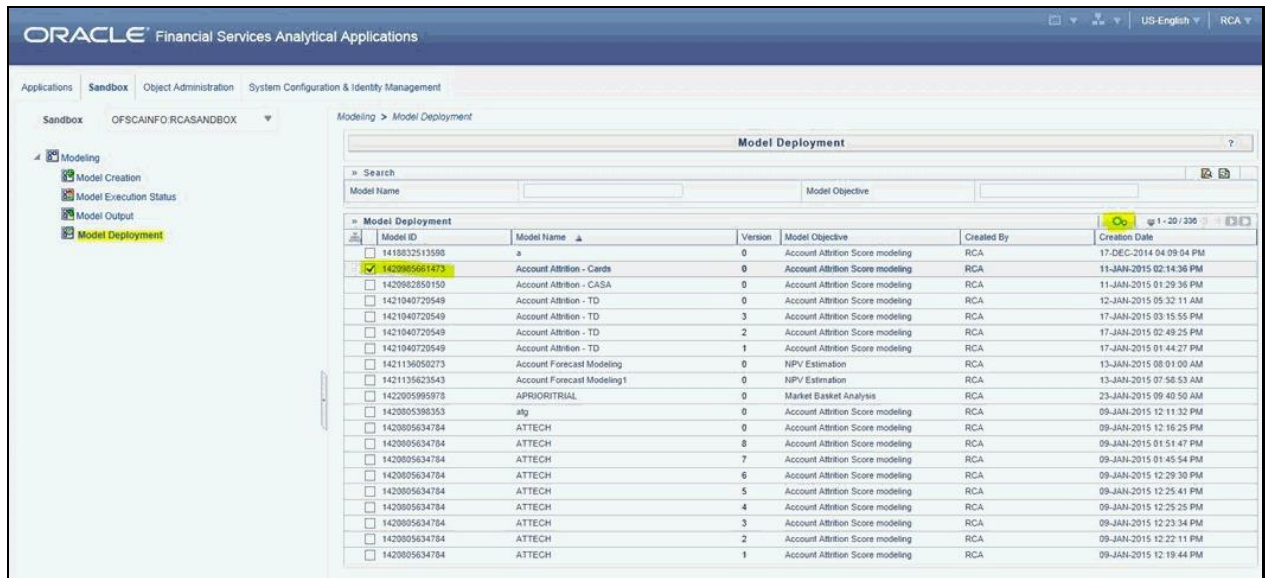 US-English RCA
ORACLE Financial Services Analytical Applications
Applications Sandbox Object Administration System Configuration & Identity Management
Sandbox OFSCAINFO:RCASANDBOX
Modeling > Model Deployment
Model Deployment ?
Modeling
Model Creation
Model Execution Status
Model Output
Model Deployment
» Search
Model Name Model Objective
» Model Deployment 1 - 20 / 336
Model ID Model Name Version Model Objective Created By Creation Date
1418832513598 a 0 Account Attrition Score modeling RCA 17-DEC-2014 04:09:04 PM
1420985661473 Account Attrition - Cards 0 Account Attrition Score modeling RCA 11-JAN-2015 02:14:36 PM
1420982850150 Account Attrition - CASA 0 Account Attrition Score modeling RCA 11-JAN-2015 01:29:36 PM
1421040720549 Account Attrition - TD 0 Account Attrition Score modeling RCA 12-JAN-2015 05:32:11 AM
1421040720549 Account Attrition - TD 3 Account Attrition Score modeling RCA 17-JAN-2015 03:15:55 PM
1421040720549 Account Attrition - TD 2 Account Attrition Score modeling RCA 17-JAN-2015 02:49:25 PM
1421040720549 Account Attrition - TD 1 Account Attrition Score modeling RCA 17-JAN-2015 01:44:27 PM
1421136050273 Account Forecast Modeling 0 NPV Estimation RCA 13-JAN-2015 08:01:00 AM
1421135623543 Account Forecast Modeling1 0 NPV Estimation RCA 13-JAN-2015 07:58:53 AM
1422005995978 APRIORITRIAL 0 Market Basket Analysis RCA 23-JAN-2015 09:40:50 AM
1420805398353 atg 0 Account Attrition Score modeling RCA 09-JAN-2015 12:11:32 PM
1420805634784 ATTECH 0 Account Attrition Score modeling RCA 09-JAN-2015 12:16:25 PM
1420805634784 ATTECH 8 Account Attrition Score modeling RCA 09-JAN-2015 01:51:47 PM
1420805634784 ATTECH 7 Account Attrition Score modeling RCA 09-JAN-2015 01:45:54 PM
1420805634784 ATTECH 6 Account Attrition Score modeling RCA 09-JAN-2015 12:29:30 PM
1420805634784 ATTECH 5 Account Attrition Score modeling RCA 09-JAN-2015 12:25:41 PM
1420805634784 ATTECH 4 Account Attrition Score modeling RCA 09-JAN-2015 12:25:25 PM
1420805634784 ATTECH 3 Account Attrition Score modeling RCA 09-JAN-2015 12:23:34 PM
1420805634784 ATTECH 2 Account Attrition Score modeling RCA 09-JAN-2015 12:22:11 PM
1420805634784 ATTECH 1 Account Attrition Score modeling RCA 09-JAN-2015 12:19:44 PM